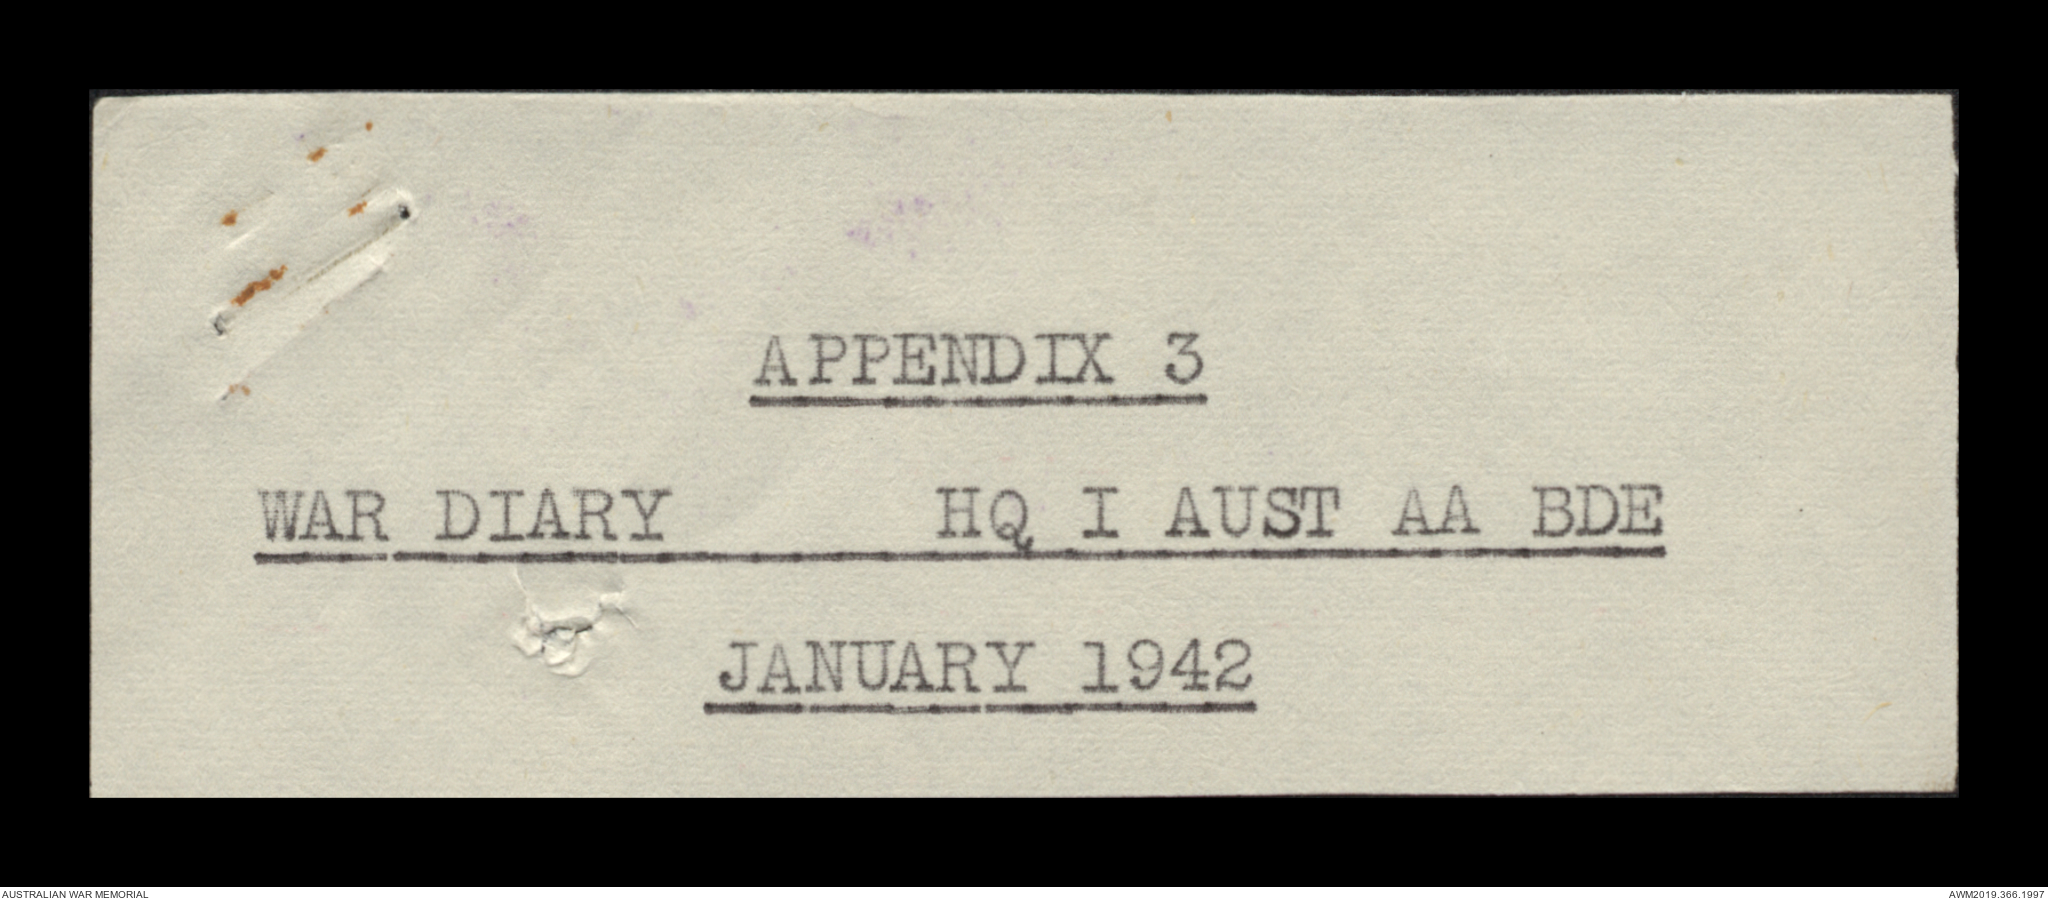 APPENDIX 3
WAR DIARY HQ I AUST AA BDE
JANUARY 1942
AUSTRALIAN WAR MEMORIAL
AWM2019.366.1997